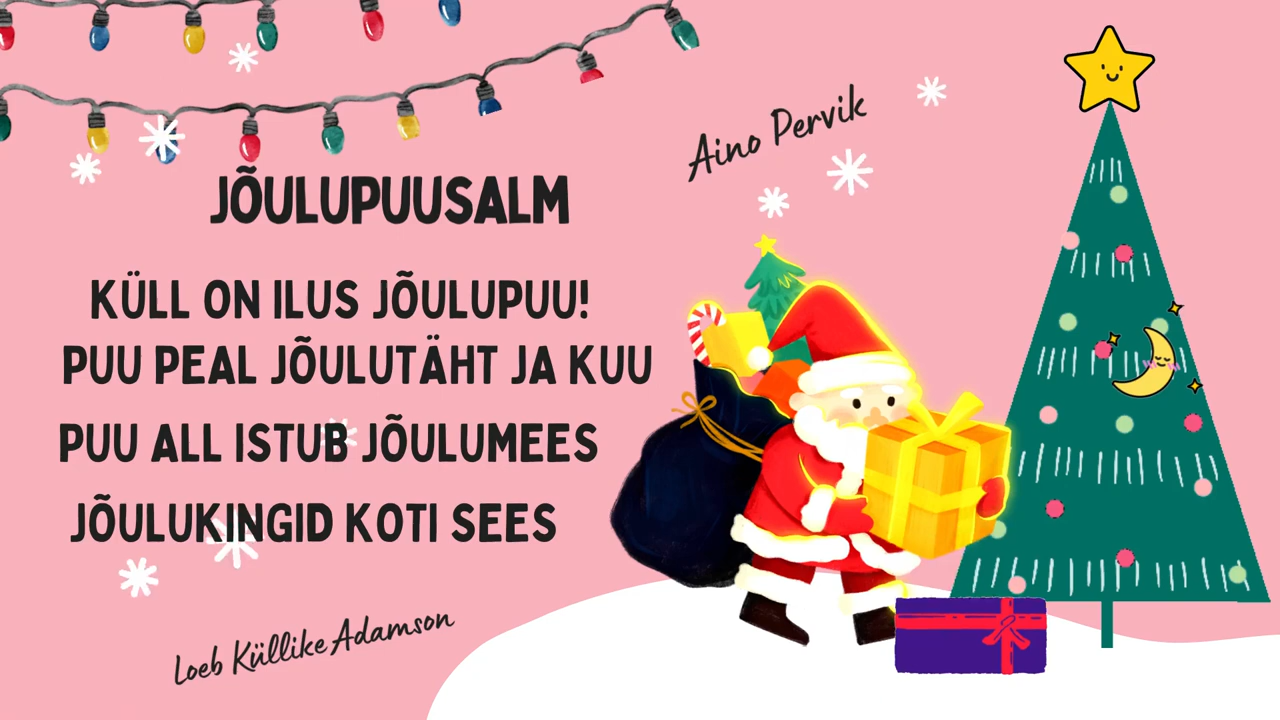 Aino Pervik
JÕULUPUUSALM
KÜLL ON ILUS JÕULUPUU!
PUU PEAL JÕULUTÄHT JA KUU
PUU ALL ISTUB JÕULUMEES
JÕULUKINGID KOTI SEES
Loeb Küllike Adamson